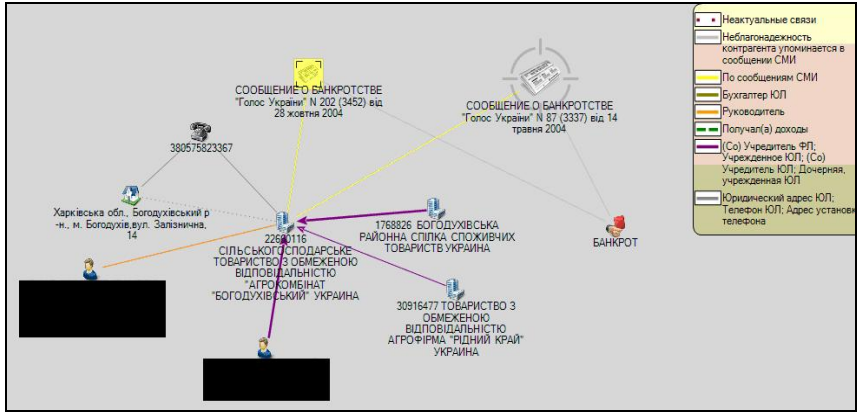 СООБЩЕНИЕ О БАНКРОТСТВЕ
"Голос України" N 202 (3452) від
28 жовтня 2004
СООБЩЕНИЕ О БАНКРОТСТВЕ
"Голос України" N 87 (3337) від 14
травня 2004
380575823367
Харківська обл., Богодухівський р
-н., м. Богодухів,вул. Залізнична,
14
22690116
СІЛЬСЬКОГОСПОДАРСЬКЕ
ТОВАРИСТВО З ОБМЕЖЕНОЮ
ВІДПОВІДАЛЬНІСТЮ
"АГРОКОМБІНАТ
"БОГОДУХІВСЬКИЙ" УКРАИНА
1768826 БОГОДУХІВСЬКА
РАЙОННА СПІЛКА СПОЖИВЧИХ
ТОВАРИСТВ УКРАИНА
БАНКРОТ
30916477 ТОВАРИСТВО З
ОБМЕЖЕНОЮ
ВІДПОВІДАЛЬНІСТЮ
АГРОФІРМА "РІДНИЙ КРАЙ"
УКРАИНА
Неактуальные связи
Неблагонадежность
контрагента упоминается в
сообщении СМИ
По сообщениям СМИ
Бухгалтер ЮЛ
Руководитель
Получал(а) доходы
(Со) Учредитель ФЛ;
Учрежденное ЮЛ; (Со)
Учредитель ЮЛ; Дочерняя,
учрежденная ЮЛ
Юридический адрес ЮЛ;
Телефон ЮЛ; Адрес установк
телефона